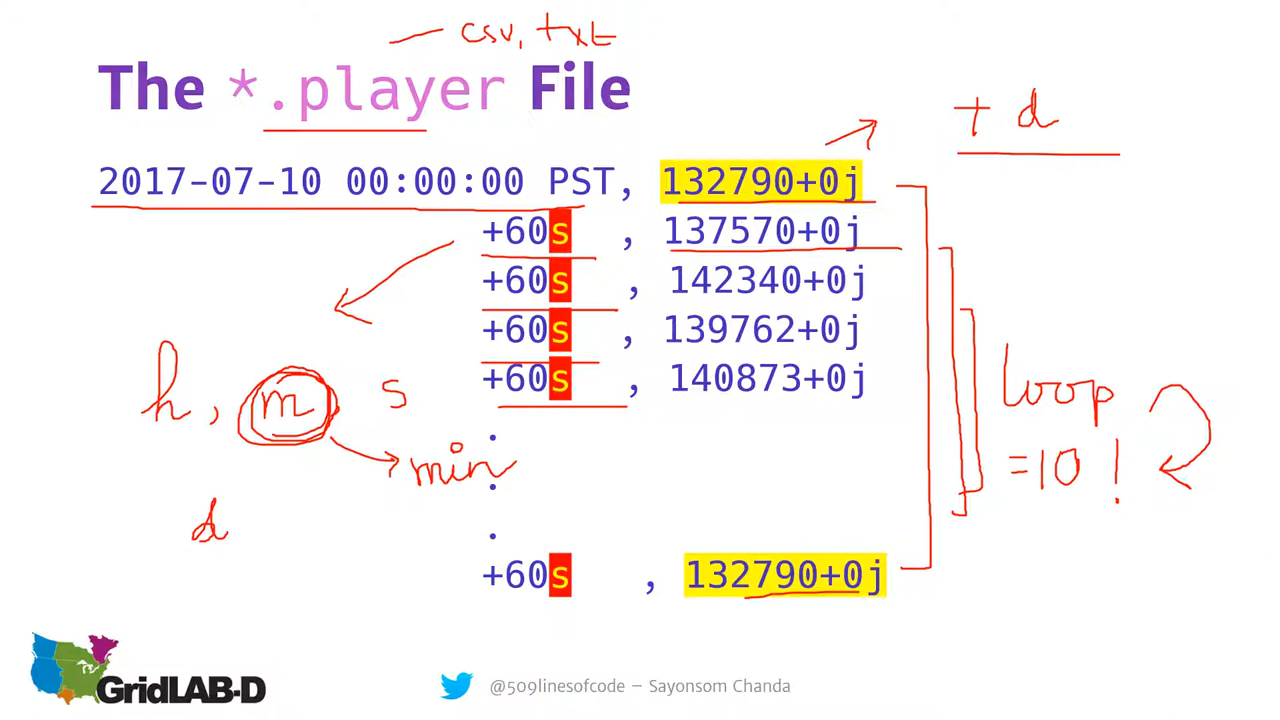 csv, txt
The *.player File
+ d
2017-07-10 00:00:00 PST, 132790+0j
+60s , 137570+0j
+60s , 142340+0j
+60s , 139762+0j
+60s , 140873+0j
h, m s
loop
=10 !
min
.
.
.
d
+60s , 132790+0j
GridLAB-D
@509linesofcode – Sayonsom Chanda